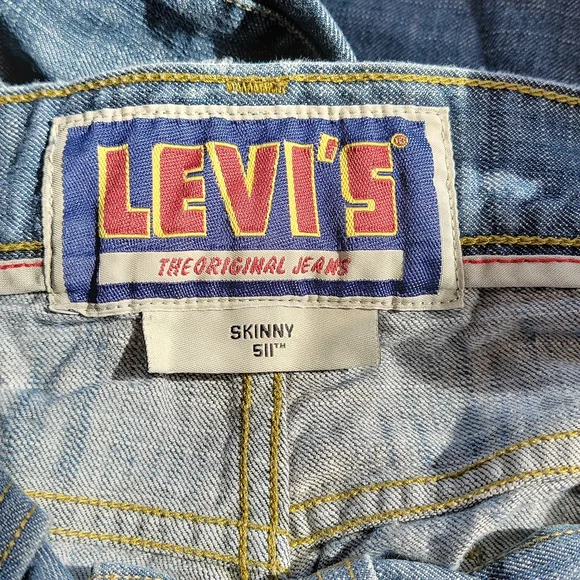 LEVI'S®
THE ORIGINAL JEANS
SKINNY
511™